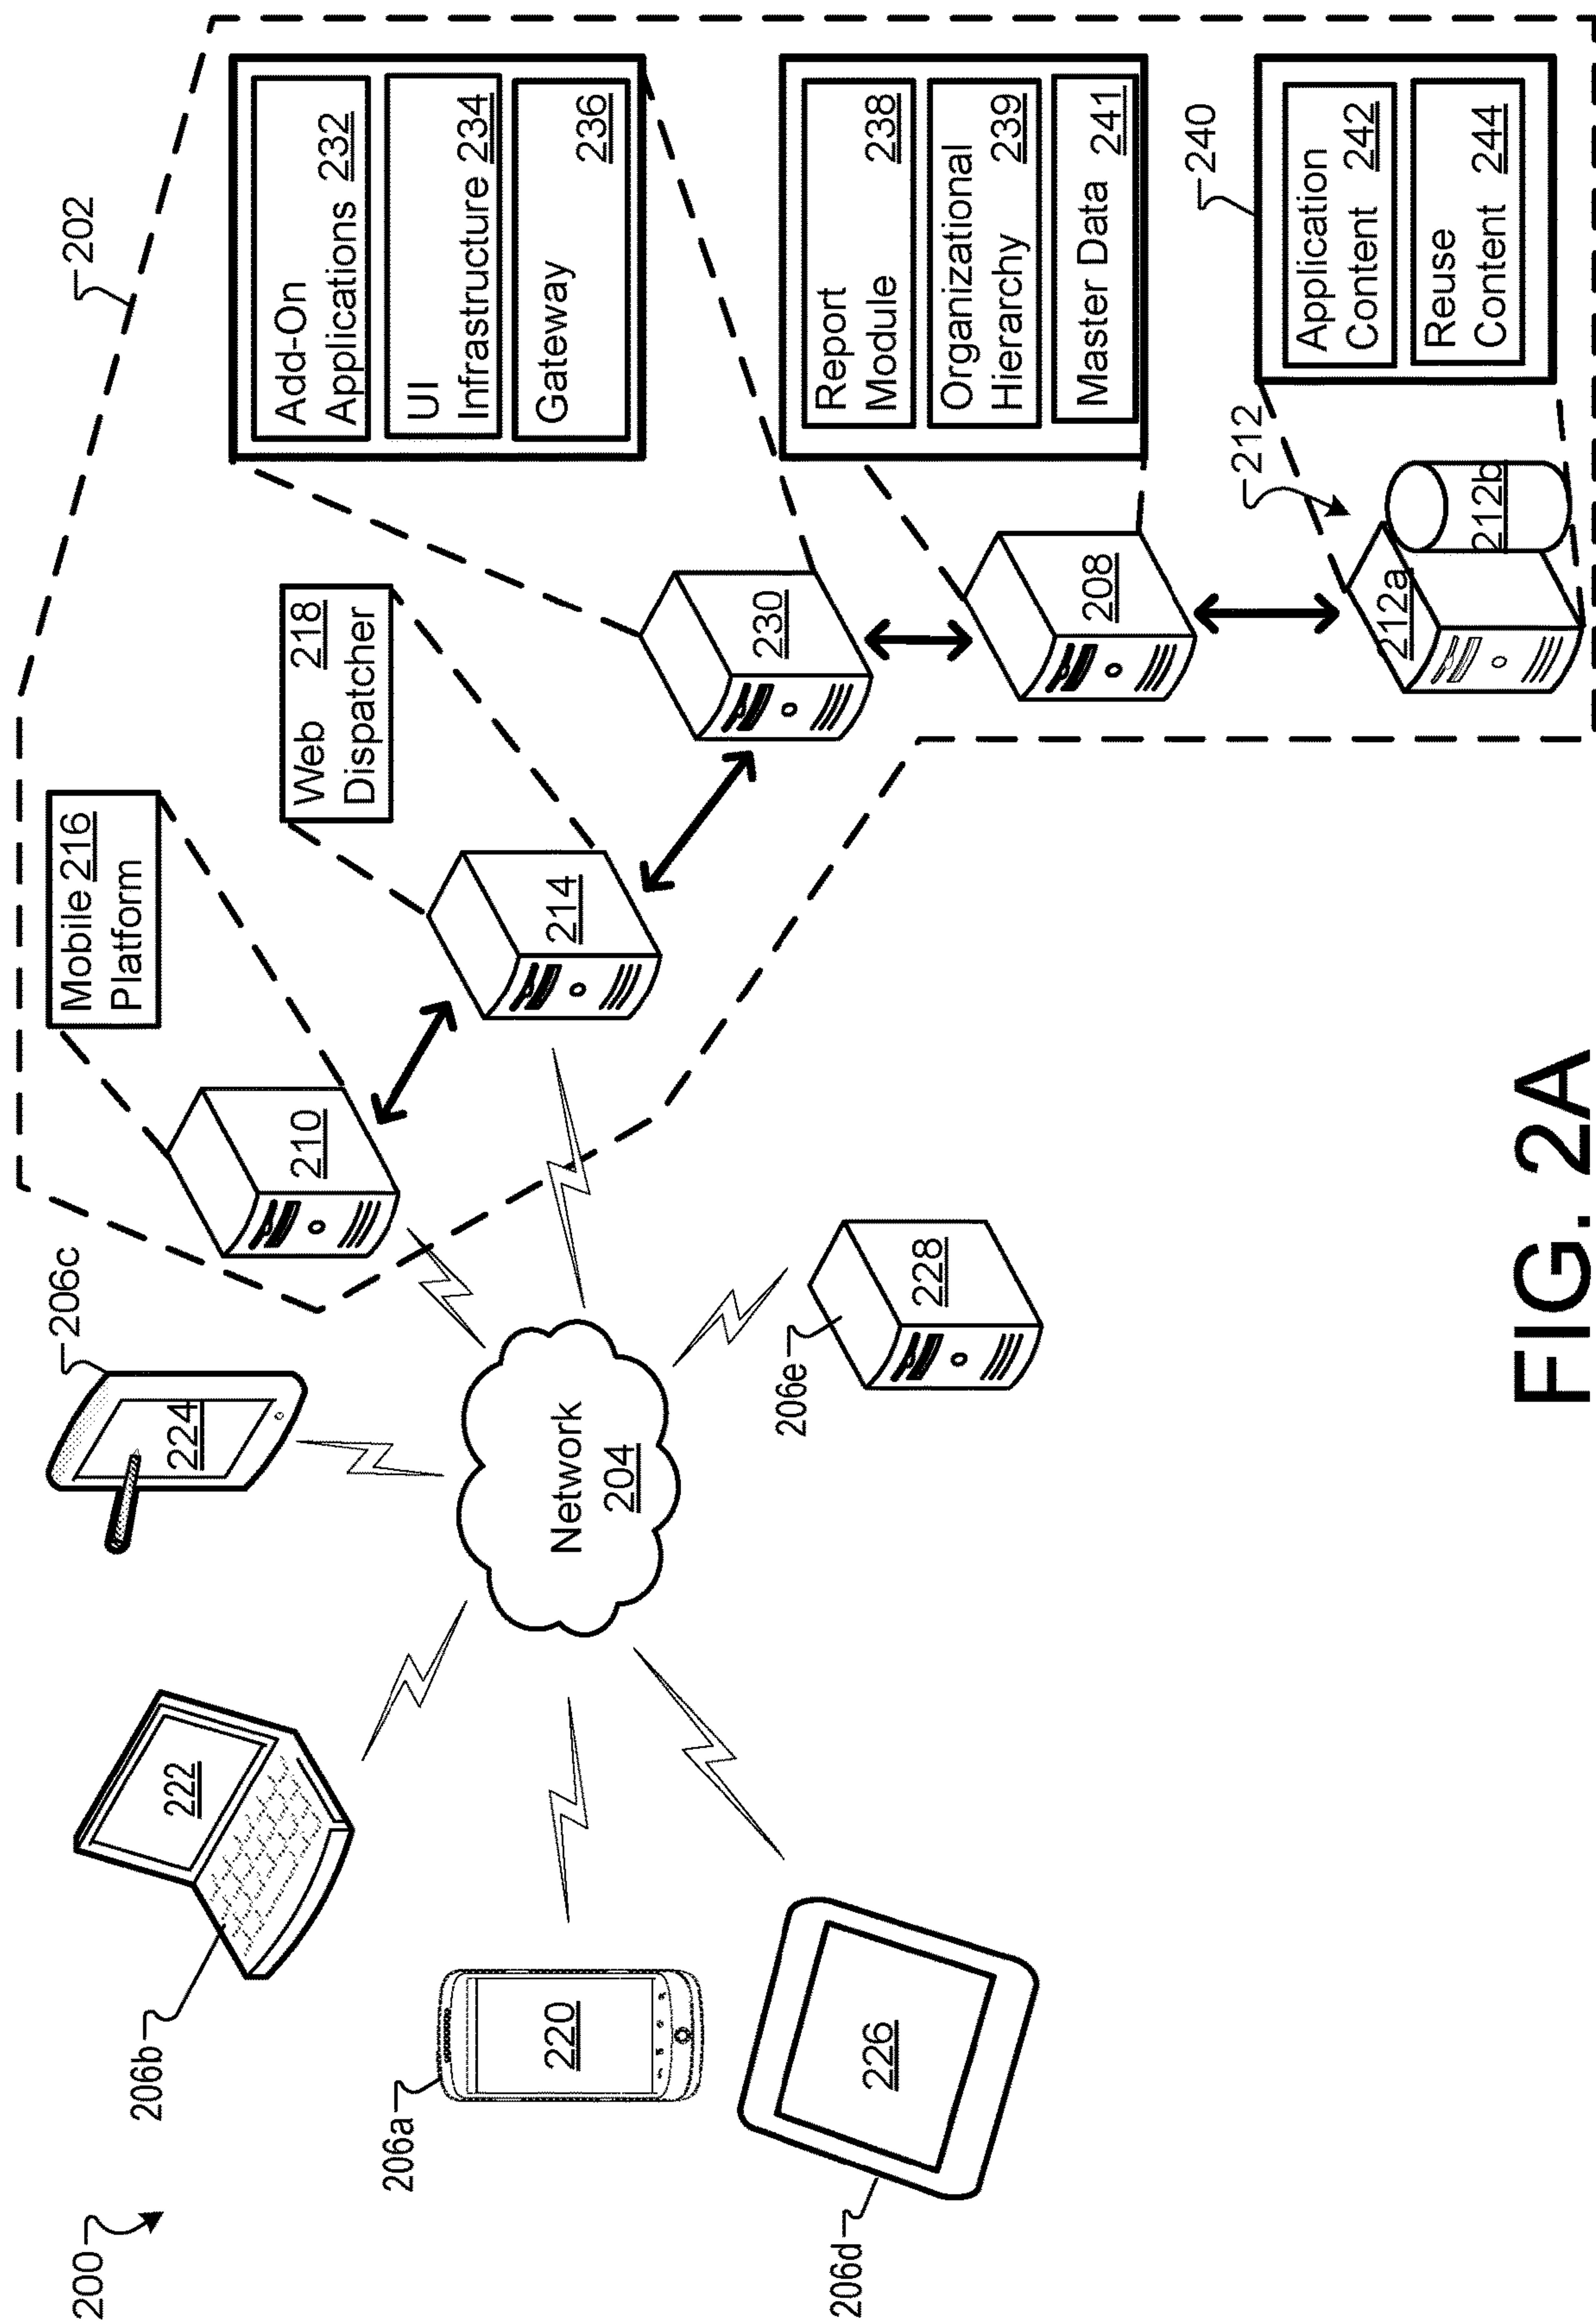 200
202
206b
222
206c
224
Mobile 216
Platform
210
Web 218
Dispatcher
214
Add-On
Applications 232
UI
Infrastructure 234
Gateway 236
230
206a
220
Network
204
206d
226
206e
228
Report
Module 238
Organizational
Hierarchy 239
Master Data 241
208
240
Application
Content 242
Reuse
Content 244
212
212a
212b
FIG. 2A